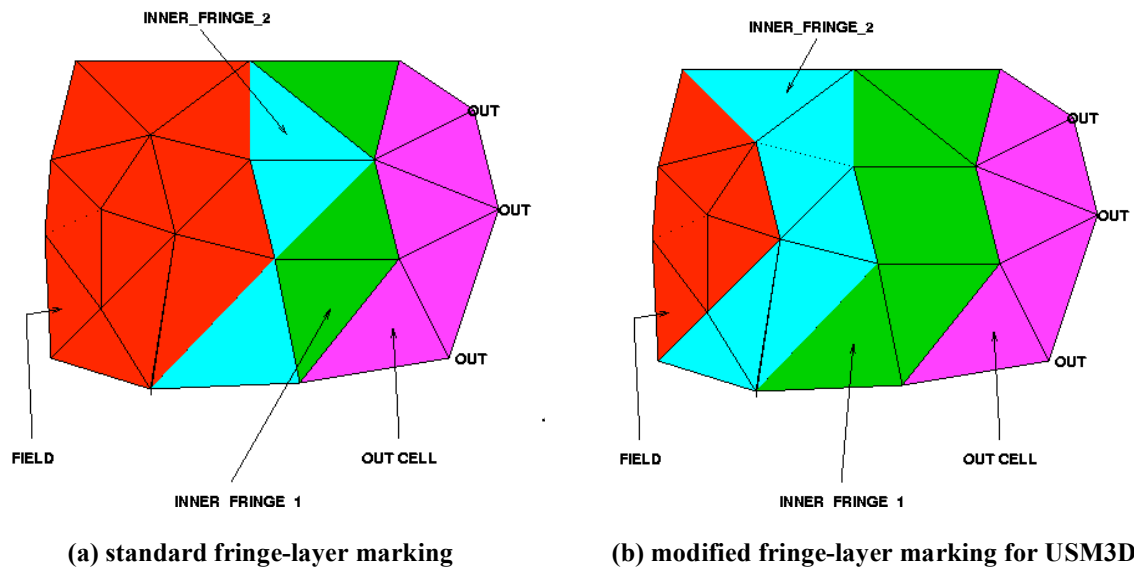 INNER_FRINGE_2
OUT
OUT
OUT
FIELD
OUT CELL
INNER FRINGE 1
(a) standard fringe-layer marking
INNER_FRINGE_2
OUT
OUT
OUT
FIELD
OUT CELL
INNER FRINGE 1
(b) modified fringe-layer marking for USM3D